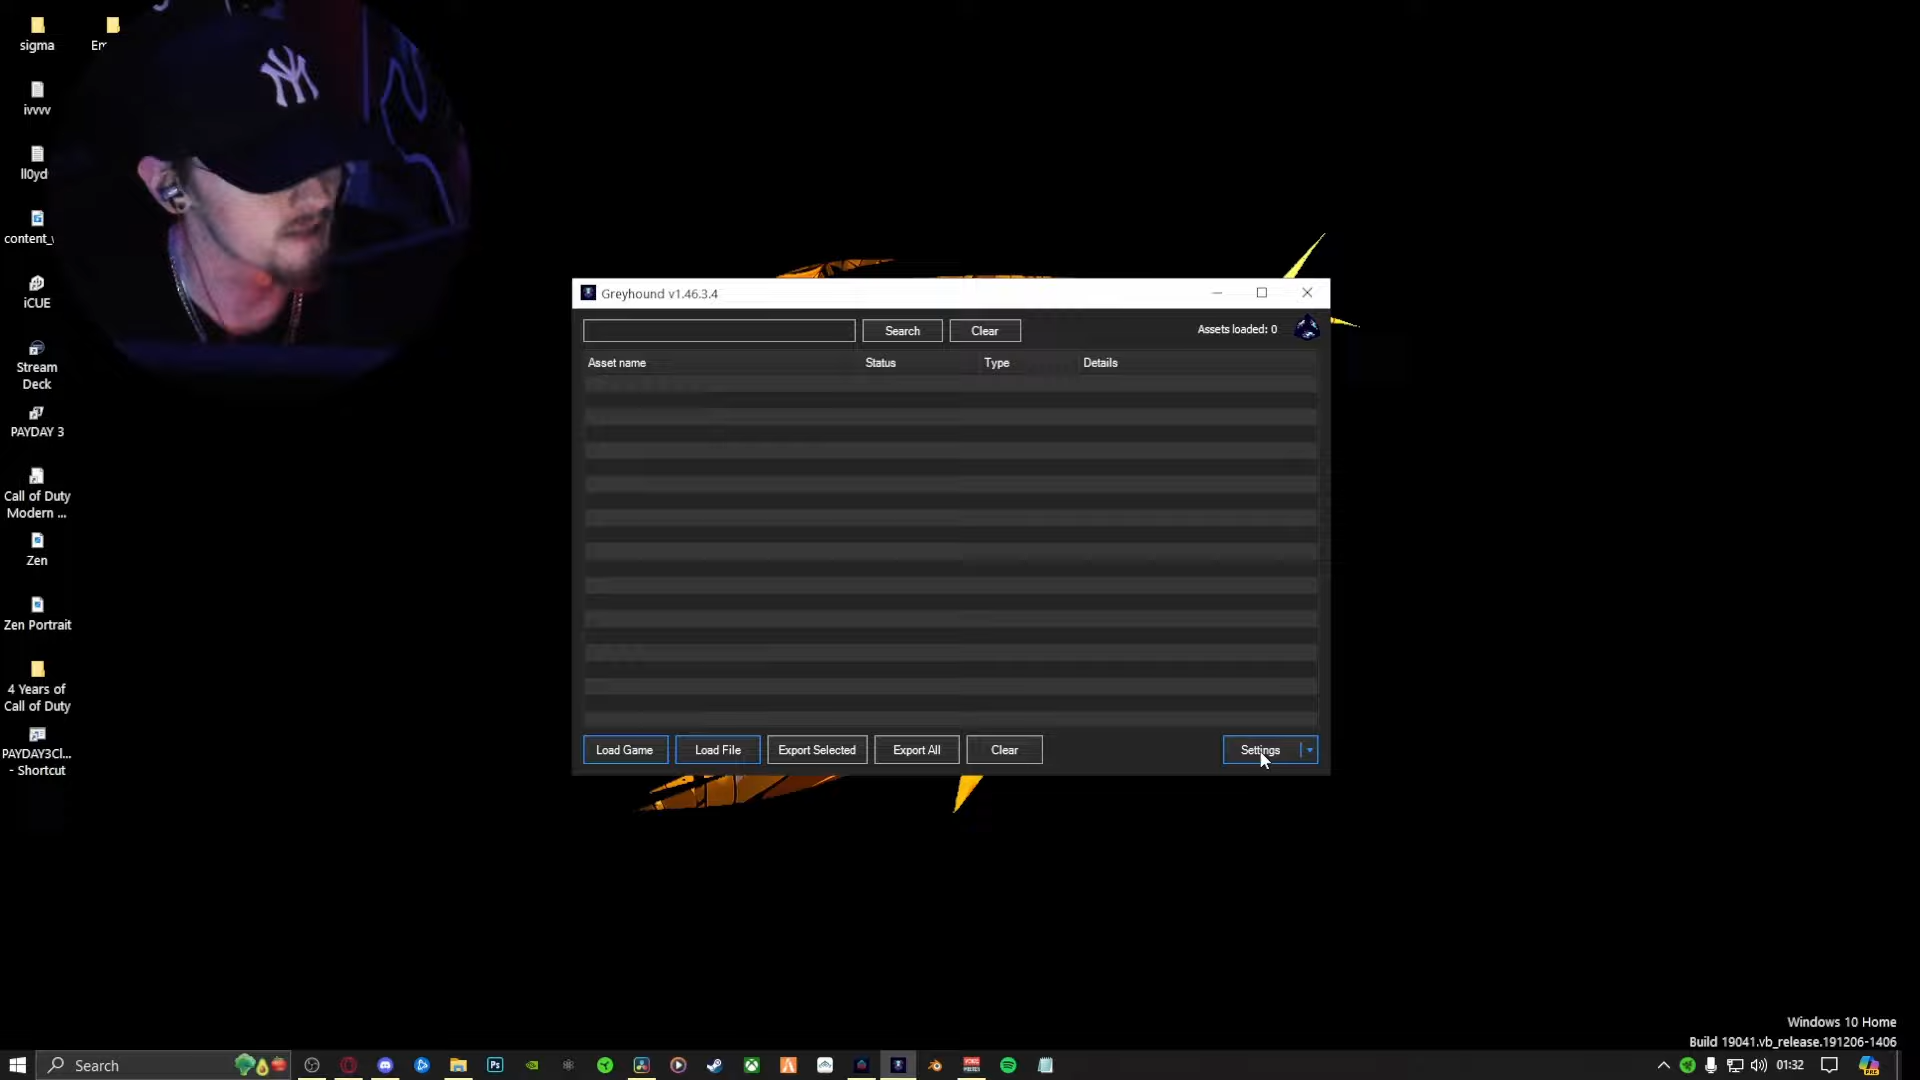 sigma
ivvvv
ll0yd
content_
iCUE
Stream
Deck
PAYDAY 3
Call of Duty
Modern ...
Zen
Zen Portrait
4 Years of
Call of Duty
PAYDAY3Cl...
- Shortcut
NY
Greyhound v1.46.3.4
Search
Clear
Assets loaded: 0
Asset name
Status
Type
Details
Load Game
Load File
Export Selected
Export All
Clear
Settings
Windows 10 Home
Build 19041.vb_release.191206-1406
Search
Ps
PRE
01:32